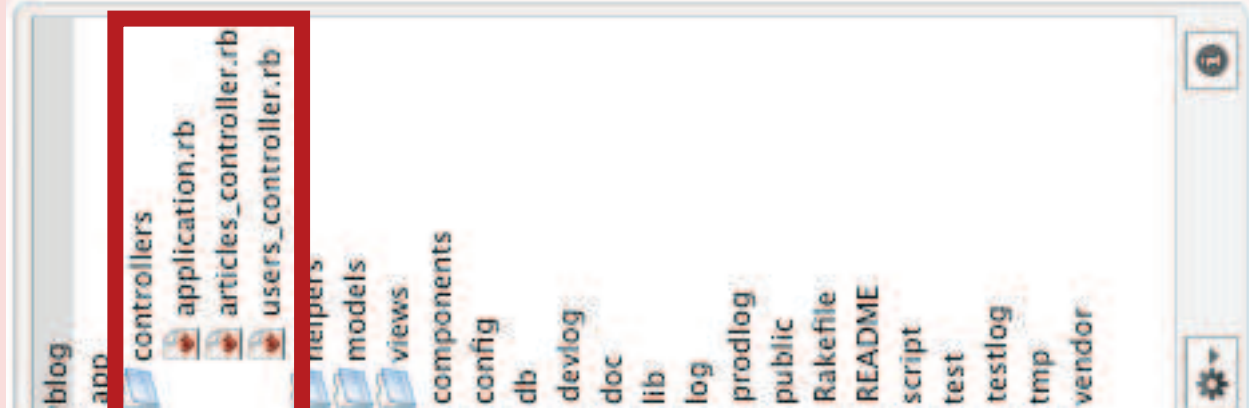 blog
app
controllers
application.rb
articles_controller.rb
users_controller.rb
helpers
models
views
components
config
db
devlog
doc
lib
log
prodlog
public
Rakefile
README
script
test
testlog
tmp
vendor